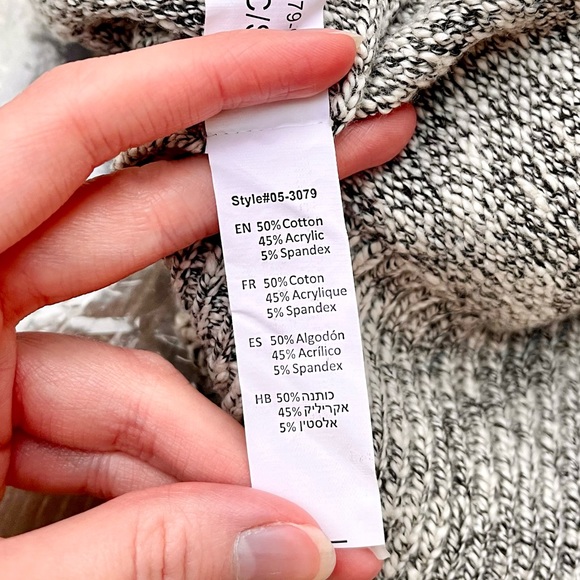 79-
C/S
Style#05-3079
EN 50% Cotton
45% Acrylic
5% Spandex
FR 50% Coton
45% Acrylique
5% Spandex
ES 50% Algodón
45% Acrílico
5% Spandex
HB 50% כותנה
45% אקריליק
5% אלסטין